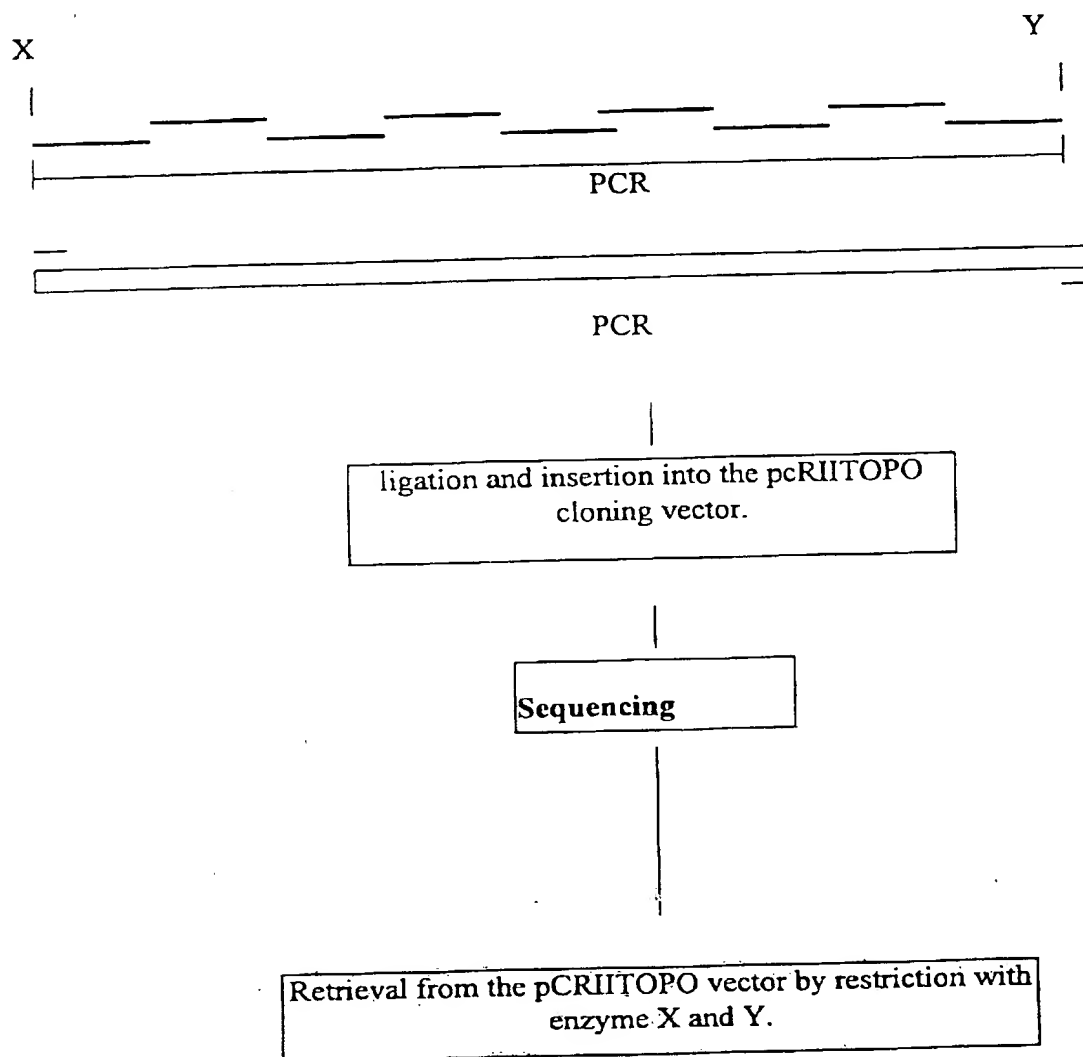 X
Y
PCR
PCR
ligation and insertion into the pcRIITOPO
cloning vector.
Sequencing
Retrieval from the pCRIITOPO vector by restriction with
enzyme X and Y.